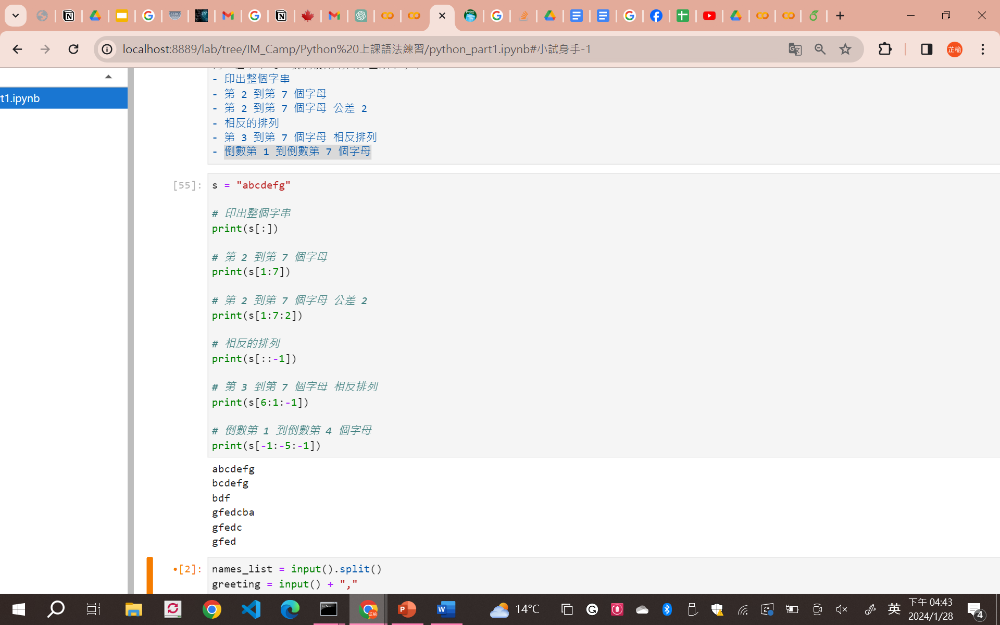 localhost:8889/lab/tree/IM_Camp/Python%20上課語法練習/python_part1.ipynb#小試身手-1
芷榆
t1.ipynb
- 印出整個字串
- 第 2 到第 7 個字母
- 第 2 到第 7 個字母 公差 2
- 相反的排列
- 第 3 到第 7 個字母 相反排列
- 倒數第 1 到倒數第 7 個字母
[55]:
s = "abcdefg"
# 印出整個字串
print(s[:])
# 第 2 到第 7 個字母
print(s[1:7])
# 第 2 到第 7 個字母 公差 2
print(s[1:7:2])
# 相反的排列
print(s[::-1])
# 第 3 到第 7 個字母 相反排列
print(s[6:1:-1])
# 倒數第 1 到倒數第 4 個字母
print(s[-1:-5:-1])
abcdefg
bcdefg
bdf
gfedcba
gfedc
gfed
•[2]:
names_list = input().split()
greeting = input() + ","
14°C
英
下午 04:43
2024/1/28
4